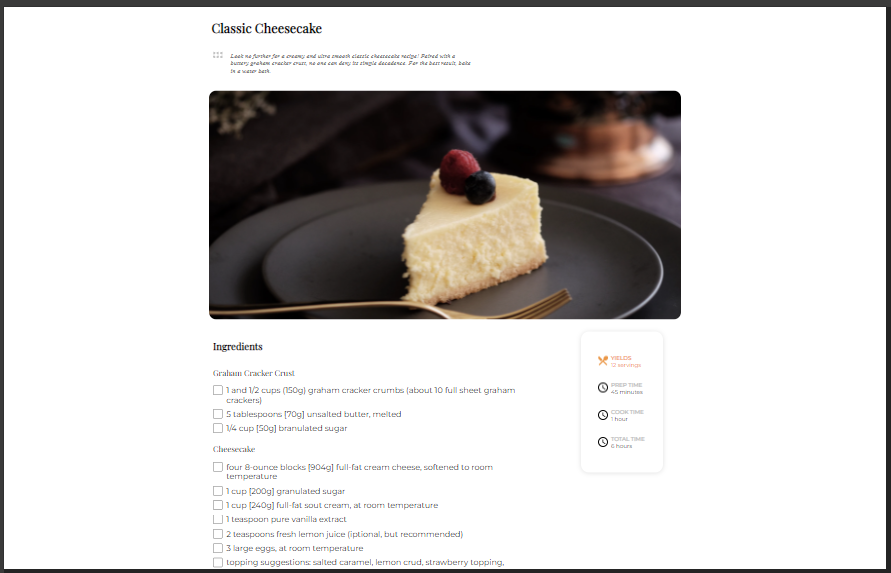 Classic Cheesecake
Look no further for a creamy and ultra smooth classic cheesecake recipe! Paired with a
buttery graham cracker crust, no one can deny its simple decadence. For the best result, bake
in a water bath.
Ingredients
Graham Cracker Crust
1 and 1/2 cups (150g) graham cracker crumbs (about 10 full sheet graham
crackers)
5 tablespoons [70g] unsalted butter, melted
1/4 cup [50g] branulated sugar
Cheesecake
four 8-ounce blocks [904g] full-fat cream cheese, softened to room
temperature
1 cup [200g] granulated sugar
1 cup [240g] full-fat sout cream, at room temperature
1 teaspoon pure vanilla extract
2 teaspoons fresh lemon juice (iptional, but recommended)
3 large eggs, at room temperature
topping suggestions: salted caramel, lemon crud, strawberry topping,
YIELDS
12 servings
PREP TIME
45 minutes
COOK TIME
1 hour
TOTAL TIME
6 hours